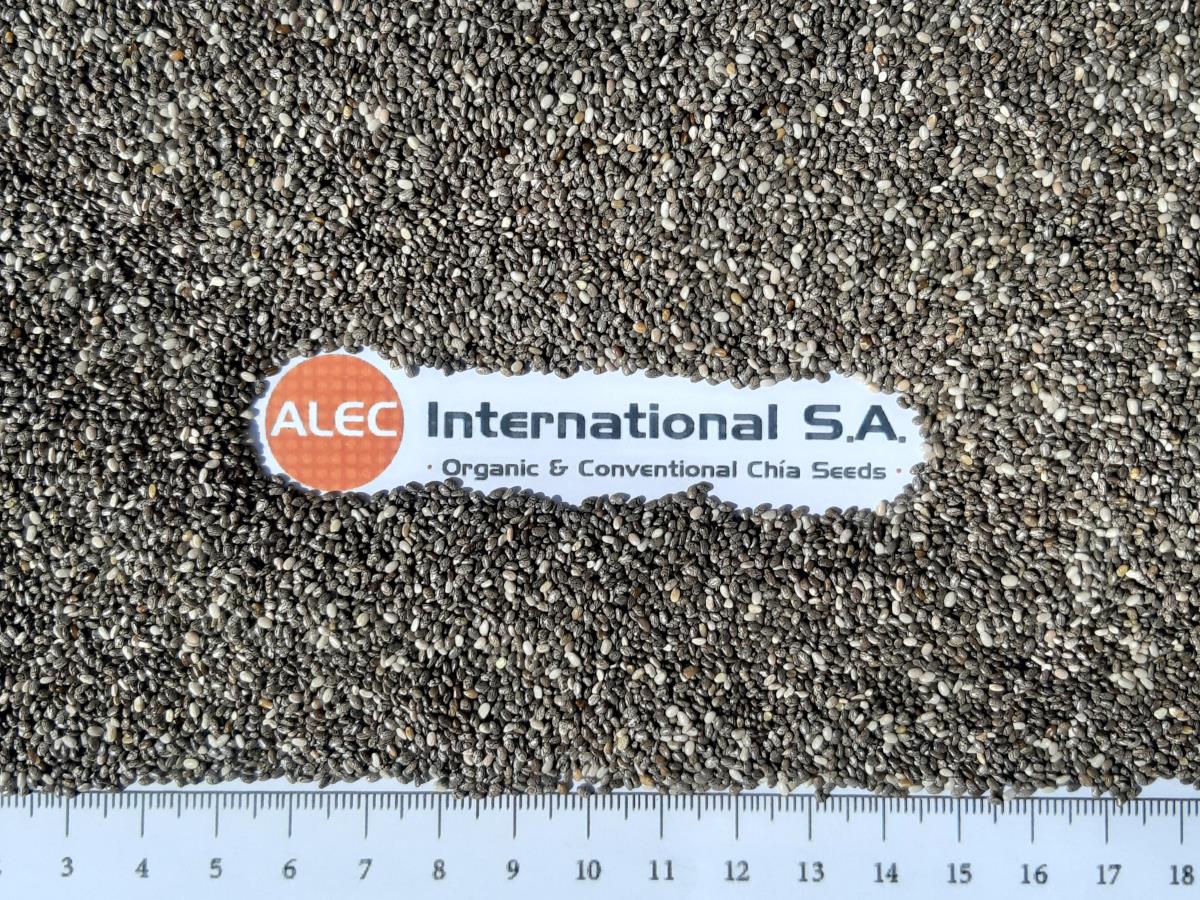 ALEC International S.A.
· Organic & Conventional Chía Seeds ·
3 4 5 6 7 8 9 10 11 12 13 14 15 16 17 18